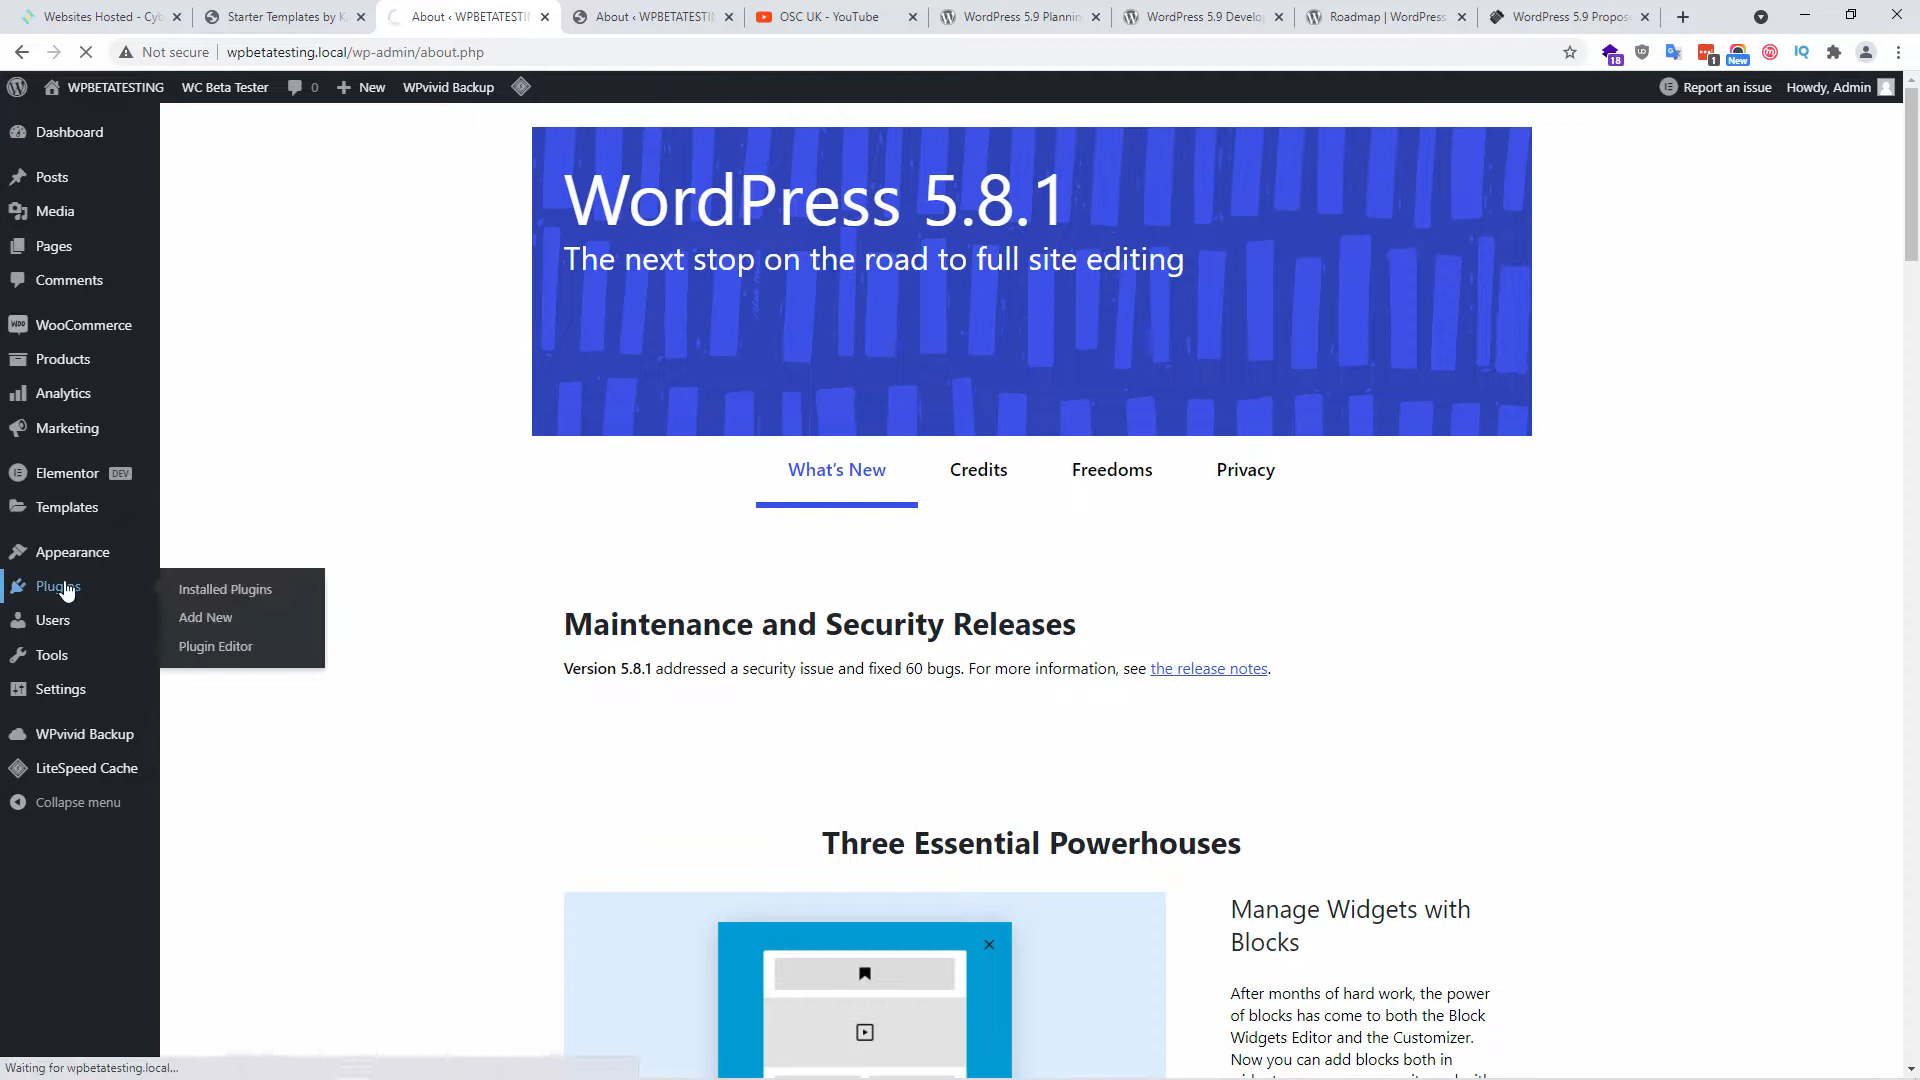 Websites Hosted - Cyb
Starter Templates by K
About ‹ WPBETATESTI
About ‹ WPBETATESTIN
OSC UK - YouTube
WordPress 5.9 Plannin
WordPress 5.9 Develo
Roadmap | WordPress.
WordPress 5.9 Propos
Not secure
wpbetatesting.local/wp-admin/about.php
18
1
New
IQ
WPBETATESTING
WC Beta Tester
0
New
WPvivid Backup
Report an issue
Howdy, Admin
Dashboard
Posts
Media
Pages
Comments
WooCommerce
Products
Analytics
Marketing
Elementor DEV
Templates
Appearance
Plugins
Users
Tools
Settings
WPvivid Backup
LiteSpeed Cache
Collapse menu
Installed Plugins
Add New
Plugin Editor
WordPress 5.8.1
The next stop on the road to full site editing
What's New
Credits
Freedoms
Privacy
Maintenance and Security Releases
Version 5.8.1 addressed a security issue and fixed 60 bugs. For more information, see the release notes.
Three Essential Powerhouses
Manage Widgets with
Blocks
After months of hard work, the power
of blocks has come to both the Block
Widgets Editor and the Customizer.
Now you can add blocks both in
Waiting for wpbetatesting.local...